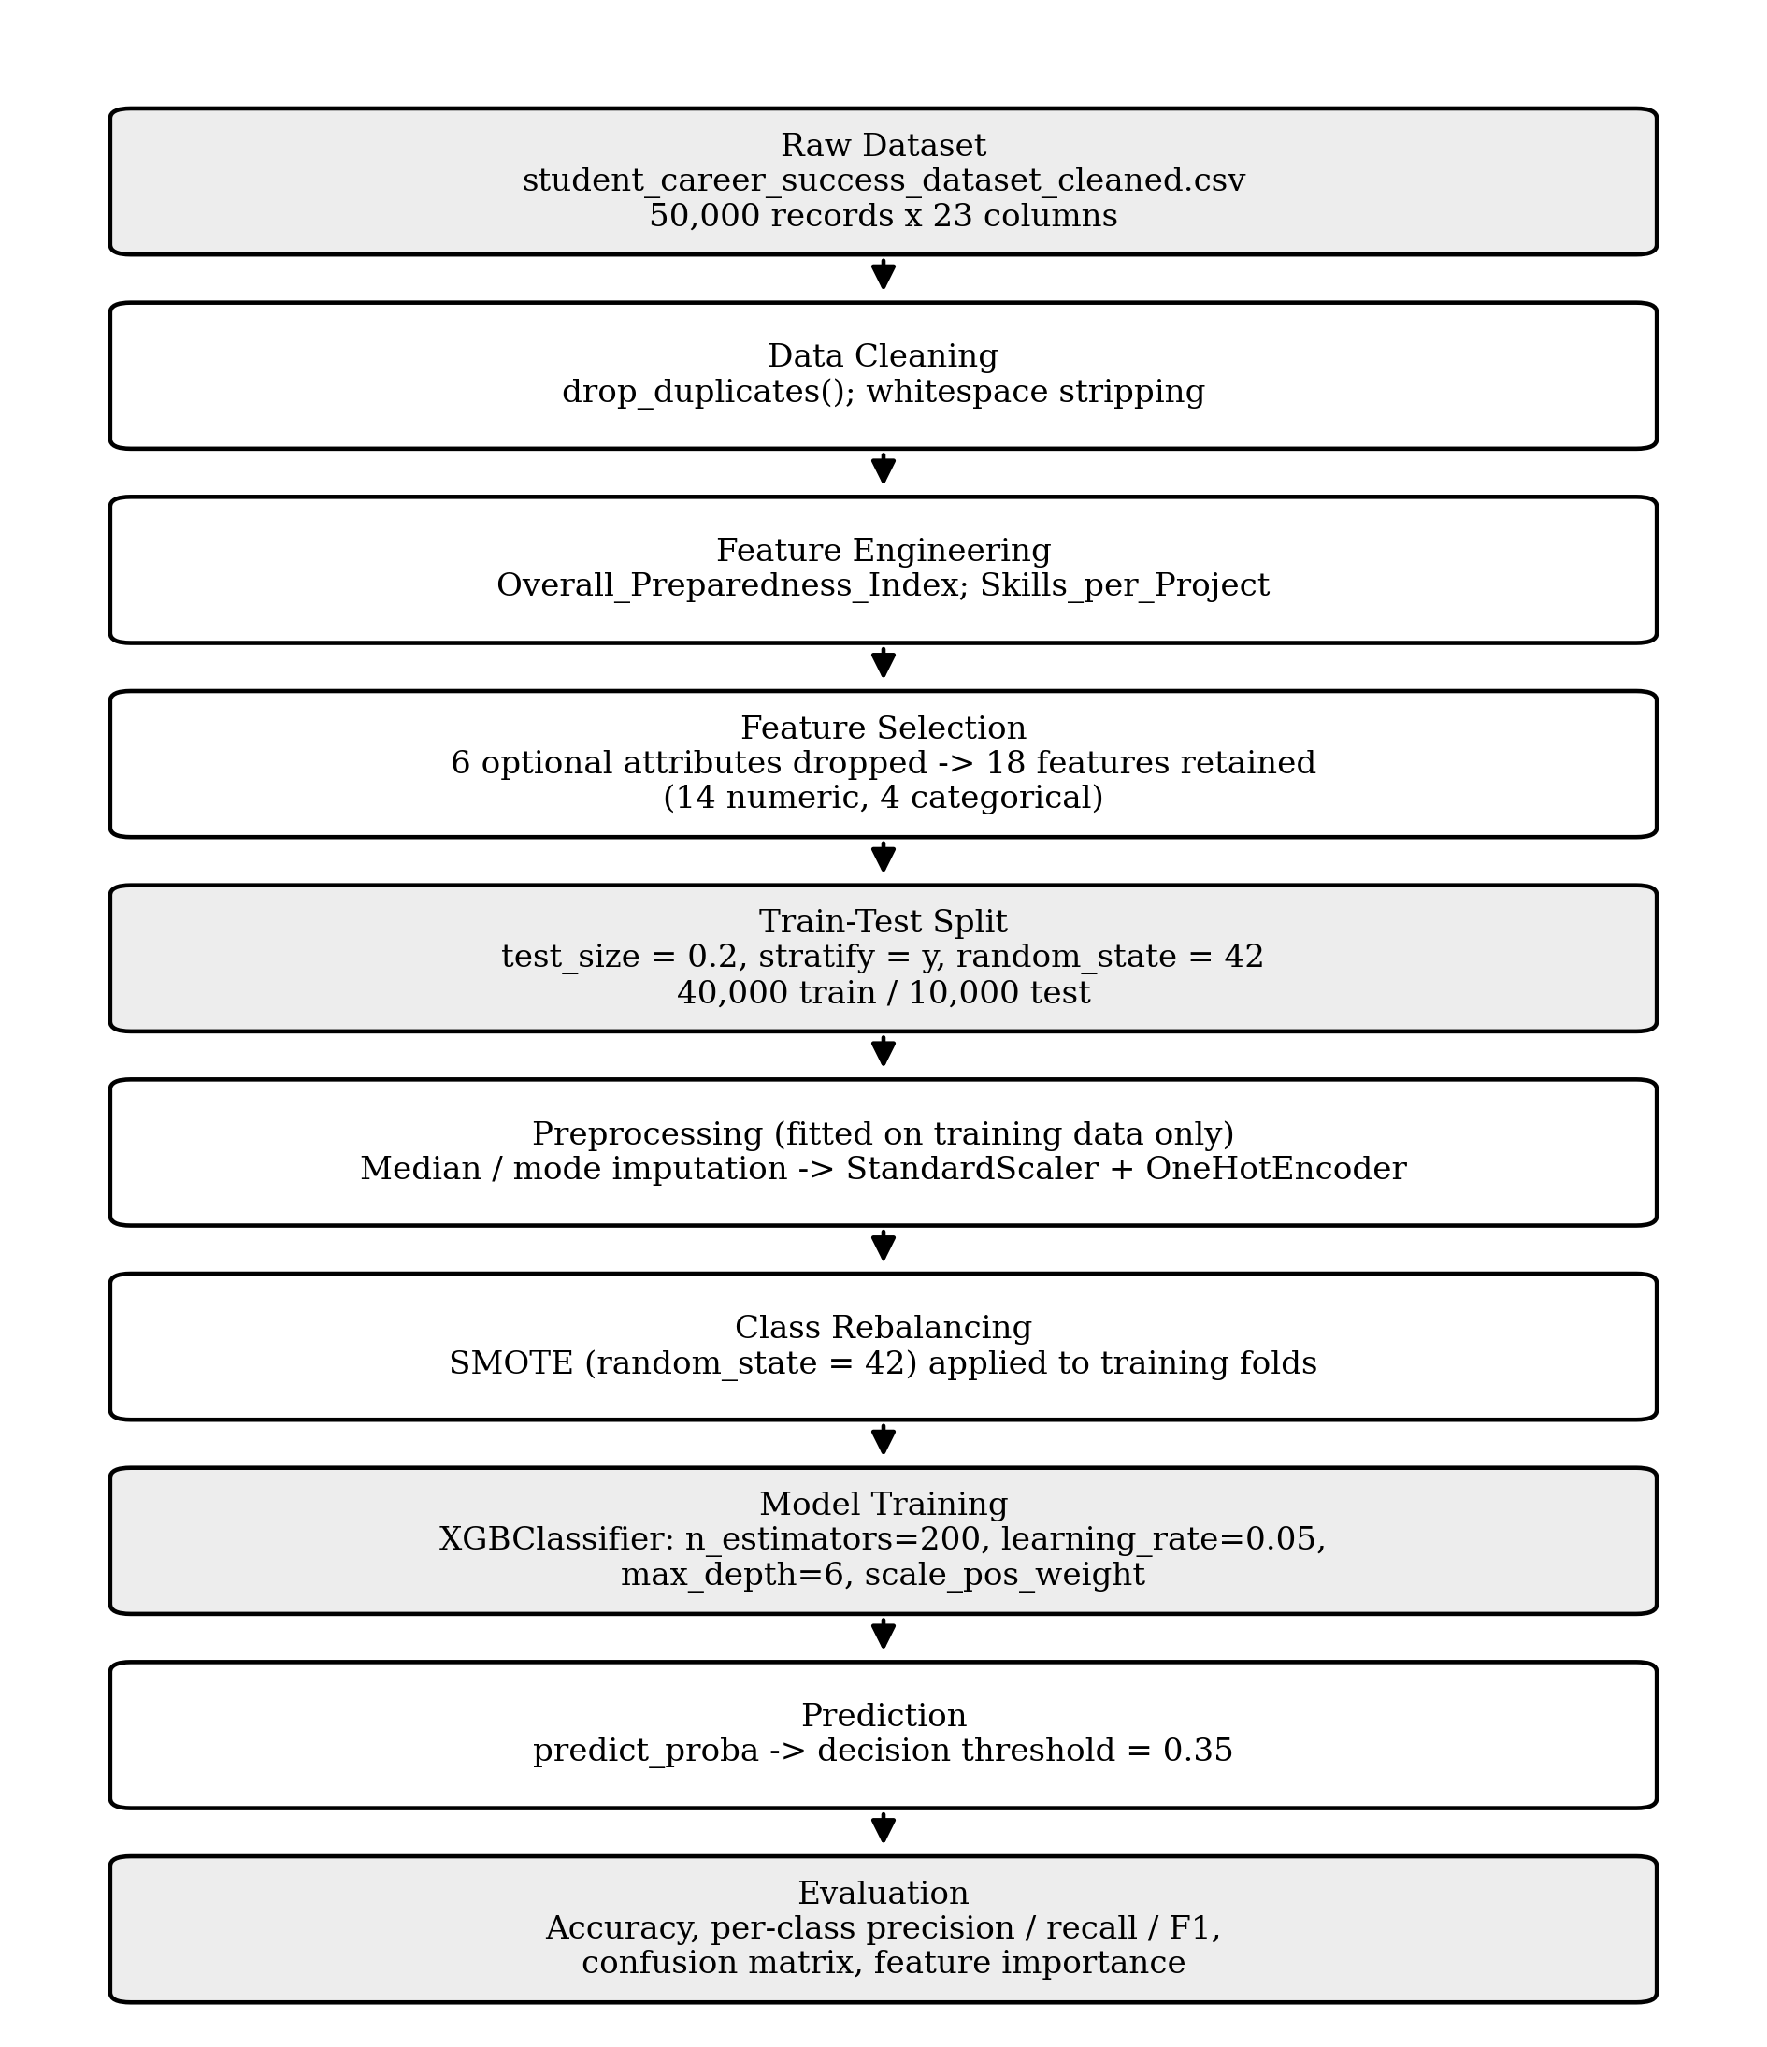 Raw Dataset
student_career_success_dataset_cleaned.csv
50,000 records x 23 columns
Data Cleaning
drop_duplicates(); whitespace stripping
Feature Engineering
Overall_Preparedness_Index; Skills_per_Project
Feature Selection
6 optional attributes dropped -> 18 features retained
(14 numeric, 4 categorical)
Train-Test Split
test_size = 0.2, stratify = y, random_state = 42
40,000 train / 10,000 test
Preprocessing (fitted on training data only)
Median / mode imputation -> StandardScaler + OneHotEncoder
Class Rebalancing
SMOTE (random_state = 42) applied to training folds
Model Training
XGBClassifier: n_estimators=200, learning_rate=0.05,
max_depth=6, scale_pos_weight
Prediction
predict_proba -> decision threshold = 0.35
Evaluation
Accuracy, per-class precision / recall / F1,
confusion matrix, feature importance